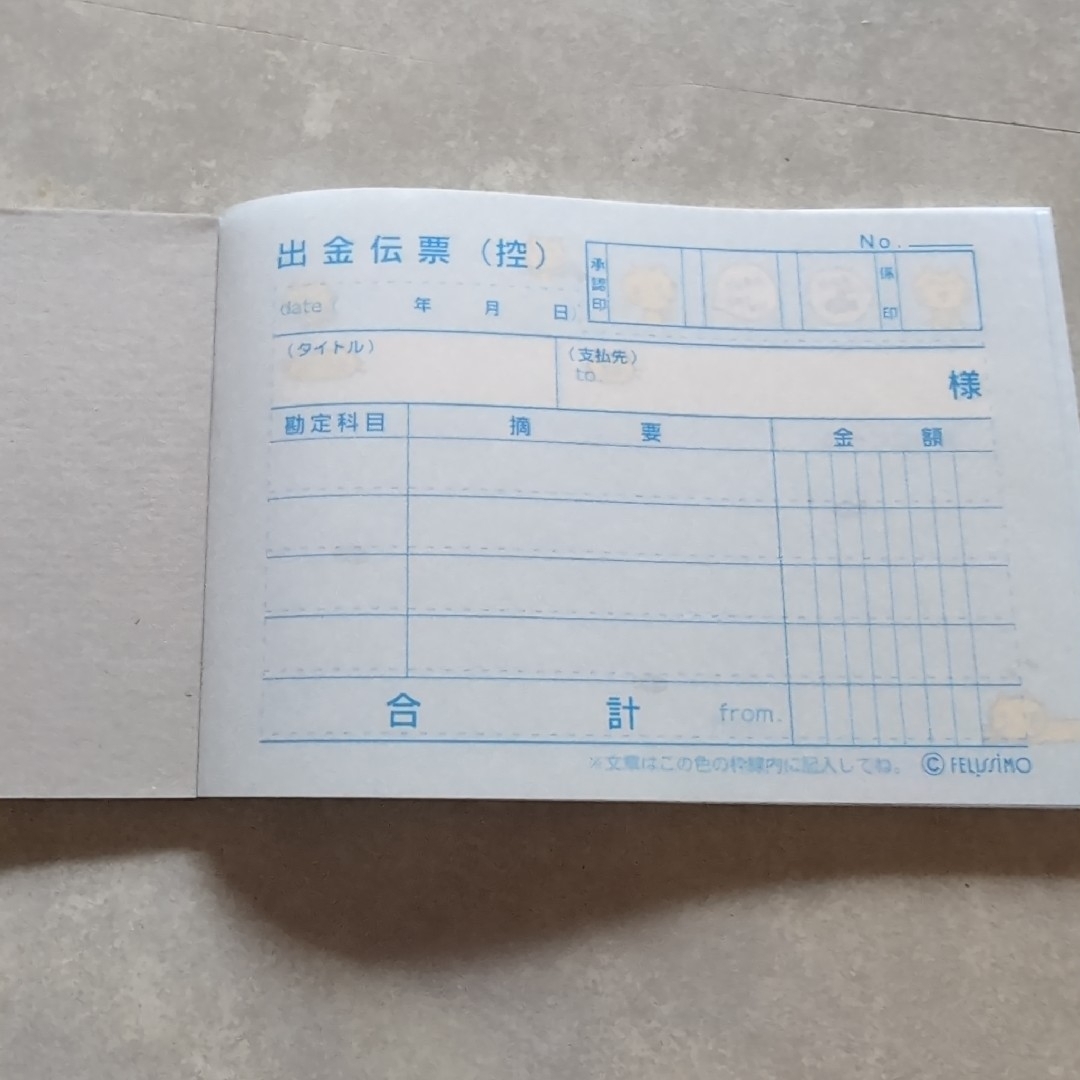 出金伝票（控）
No.
date 年 月 日
承認印 係印
（タイトル）
（支払先）
to.
様
勘定科目 摘要 金額
合計 from.
※文章はこの色の枠線内に記入してね。 © FELISSIMO